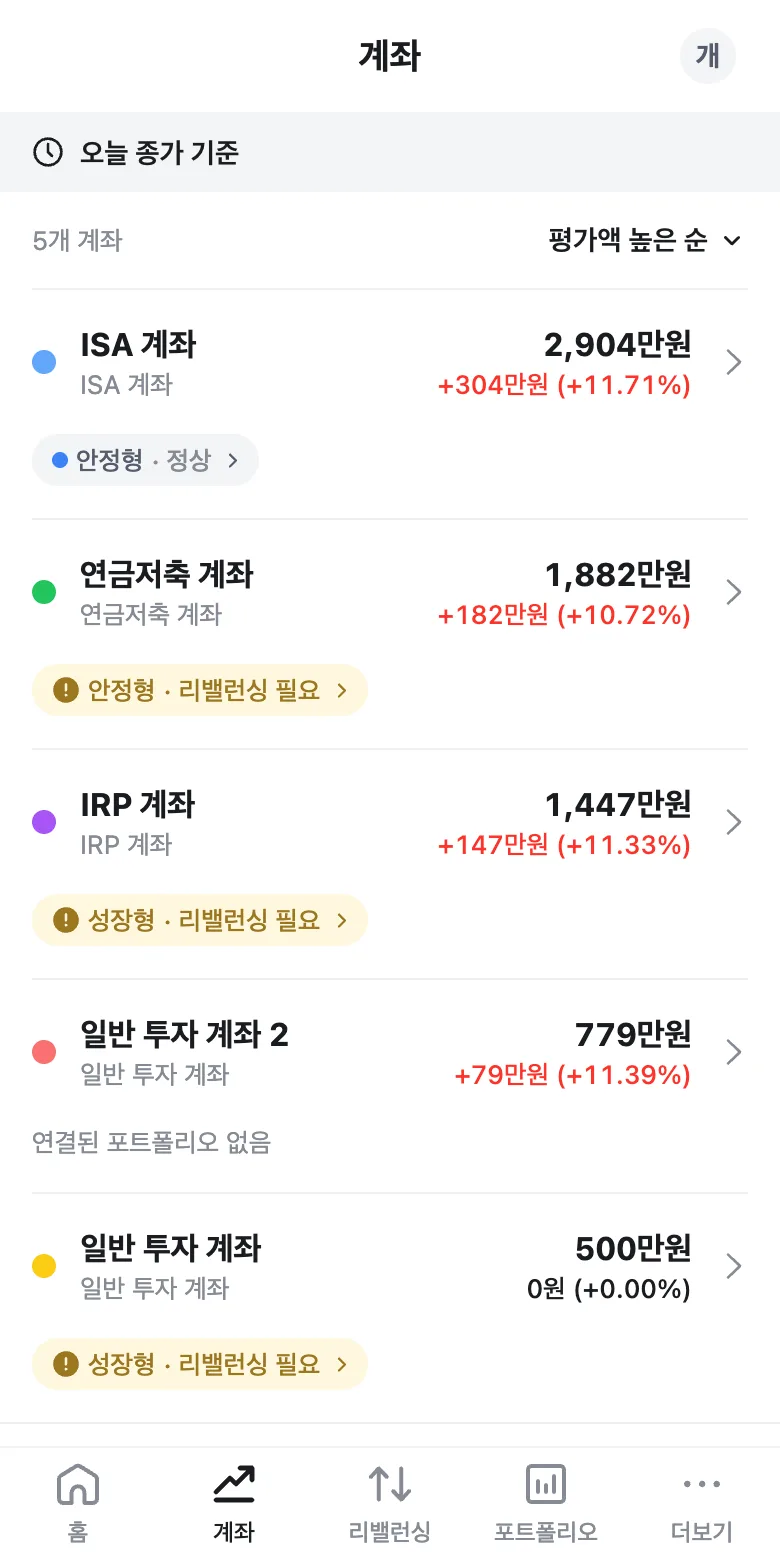 계좌
개
오늘 종가 기준
5개 계좌
평가액 높은 순
ISA 계좌
2,904만원
ISA 계좌
+304만원 (+11.71%)
안정형 · 정상
연금저축 계좌
1,882만원
연금저축 계좌
+182만원 (+10.72%)
안정형 · 리밸런싱 필요
IRP 계좌
1,447만원
IRP 계좌
+147만원 (+11.33%)
성장형 · 리밸런싱 필요
일반 투자 계좌 2
779만원
일반 투자 계좌
+79만원 (+11.39%)
연결된 포트폴리오 없음
일반 투자 계좌
500만원
일반 투자 계좌
0원 (+0.00%)
성장형 · 리밸런싱 필요
홈
계좌
리밸런싱
포트폴리오
더보기